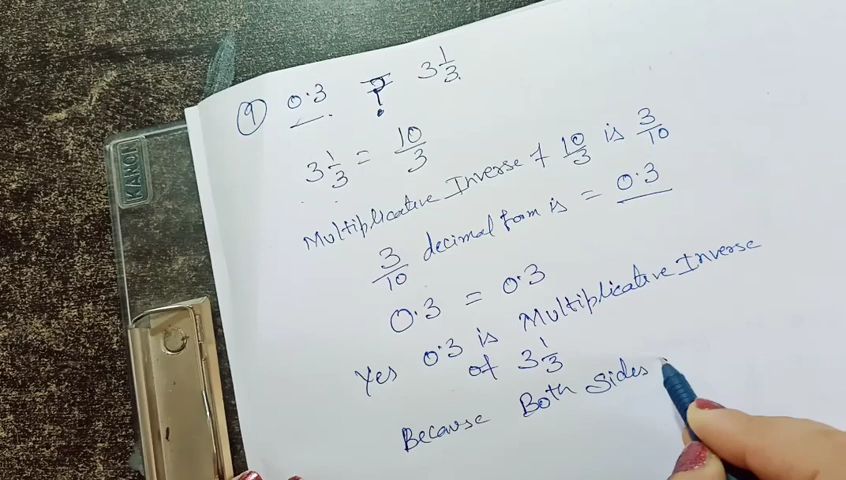 KANON
9 0.3 ? 3 1/3
3 1/3 = 10/3
Multiplicative Inverse of 10/3 is 3/10
3/10 decimal form is = 0.3
0.3 = 0.3
Yes 0.3 is Multiplicative Inverse
of 3 1/3
Because Both Sides